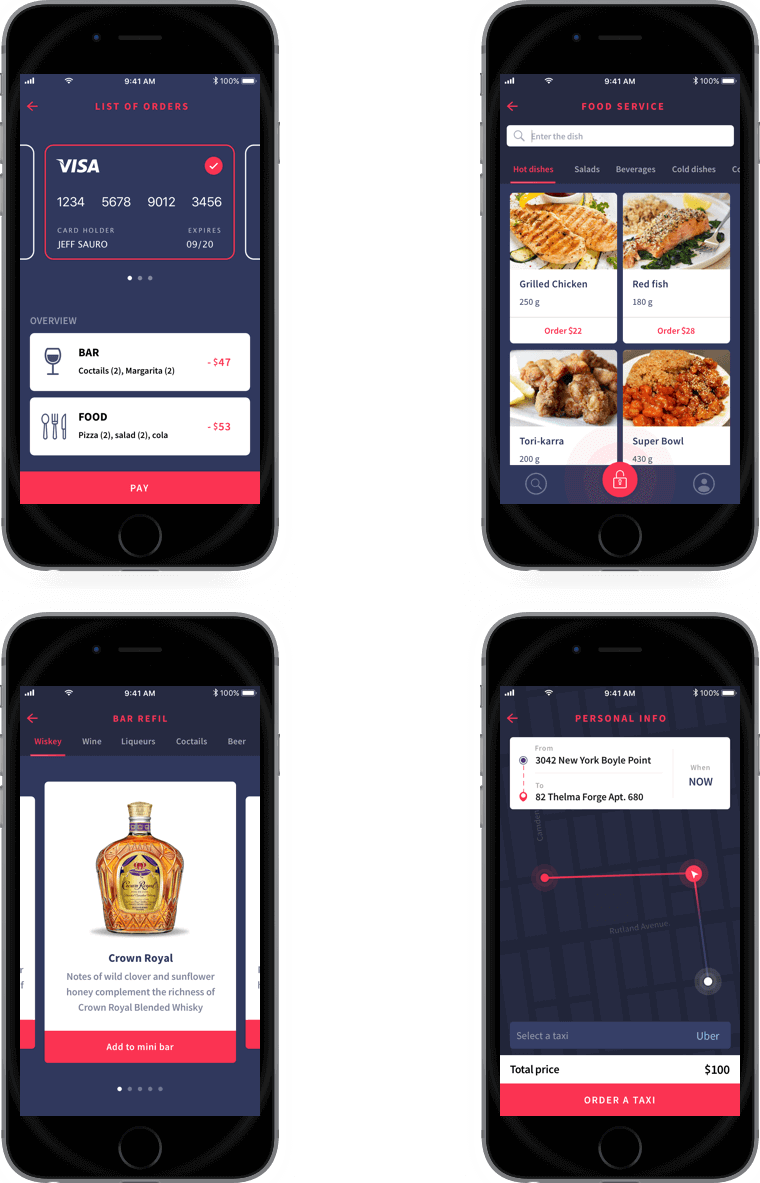 9:41 AM
100%
LIST OF ORDERS
VISA
1234 5678 9012 3456
CARD HOLDER
EXPIRES
JEFF SAURO
09/20
OVERVIEW
BAR
Coctails (2), Margarita (2)
- $47
FOOD
Pizza (2), salad (2), cola
- $53
PAY
9:41 AM
100%
FOOD SERVICE
Enter the dish
Hot dishes Salads Beverages Cold dishes Co
Grilled Chicken
250 g
Order $22
Red fish
180 g
Order $28
Tori-karra
200 g
Super Bowl
430 g
9:41 AM
100%
BAR REFIL
Wiskey Wine Liqueurs Coctails Beer
Crown Royal
Crown Royal
Notes of wild clover and sunflower
honey complement the richness of
Crown Royal Blended Whisky
Add to mini bar
9:41 AM
100%
PERSONAL INFO
From
3042 New York Boyle Point
To
82 Thelma Forge Apt. 680
When
NOW
Camden
Rutland Avenue
Select a taxi
Uber
Total price
$100
ORDER A TAXI